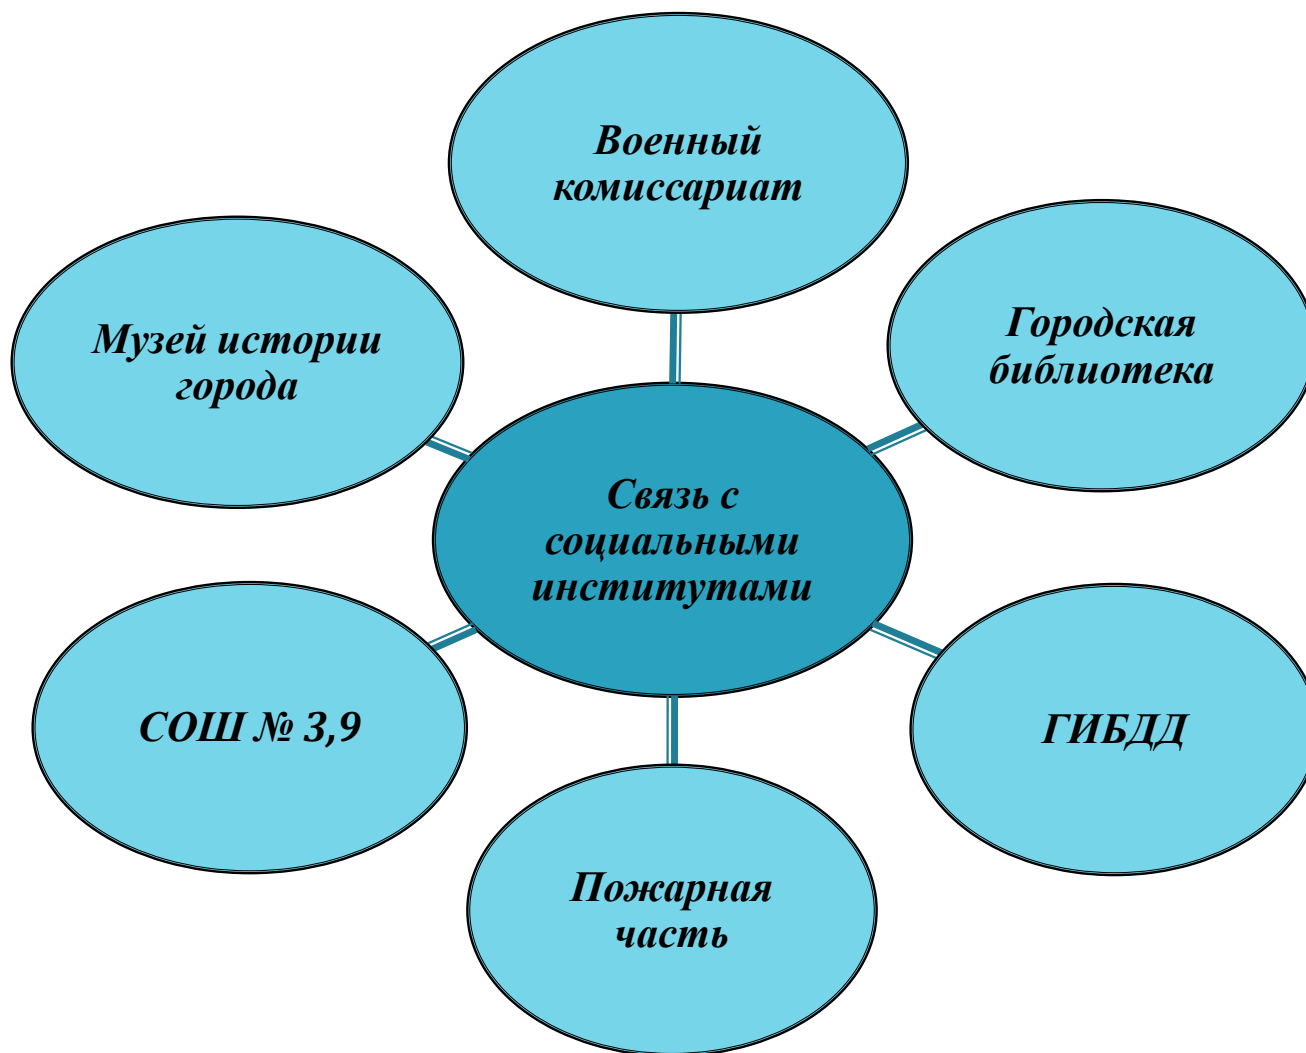 Военный
комиссариат
Городская
библиотека
Музей истории
города
Связь с
социальными
институтами
СОШ № 3,9
ГИБДД
Пожарная
часть